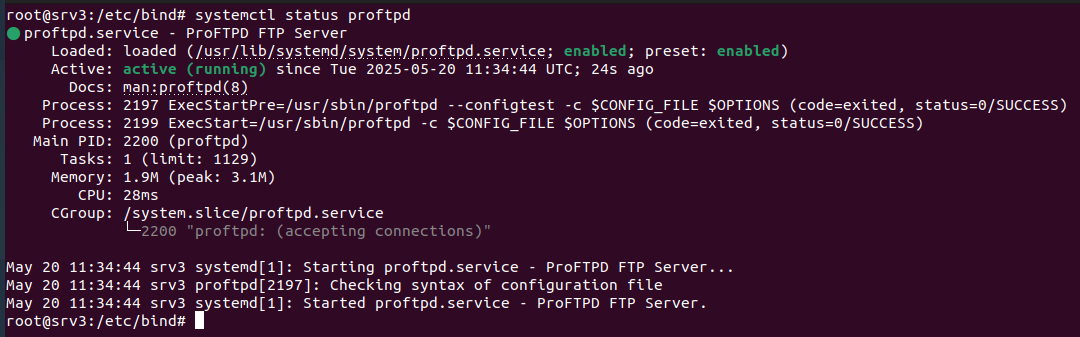 root@srv3:/etc/bind# systemctl status proftpd
● proftpd.service - ProFTPD FTP Server
     Loaded: loaded (/usr/lib/systemd/system/proftpd.service; enabled; preset: enabled)
     Active: active (running) since Tue 2025-05-20 11:34:44 UTC; 24s ago
       Docs: man:proftpd(8)
    Process: 2197 ExecStartPre=/usr/sbin/proftpd --configtest -c $CONFIG_FILE $OPTIONS (code=exited, status=0/SUCCESS)
    Process: 2199 ExecStart=/usr/sbin/proftpd -c $CONFIG_FILE $OPTIONS (code=exited, status=0/SUCCESS)
   Main PID: 2200 (proftpd)
      Tasks: 1 (limit: 1129)
     Memory: 1.9M (peak: 3.1M)
        CPU: 28ms
     CGroup: /system.slice/proftpd.service
             └─2200 "proftpd: (accepting connections)"

May 20 11:34:44 srv3 systemd[1]: Starting proftpd.service - ProFTPD FTP Server...
May 20 11:34:44 srv3 proftpd[2197]: Checking syntax of configuration file
May 20 11:34:44 srv3 systemd[1]: Started proftpd.service - ProFTPD FTP Server.
root@srv3:/etc/bind#